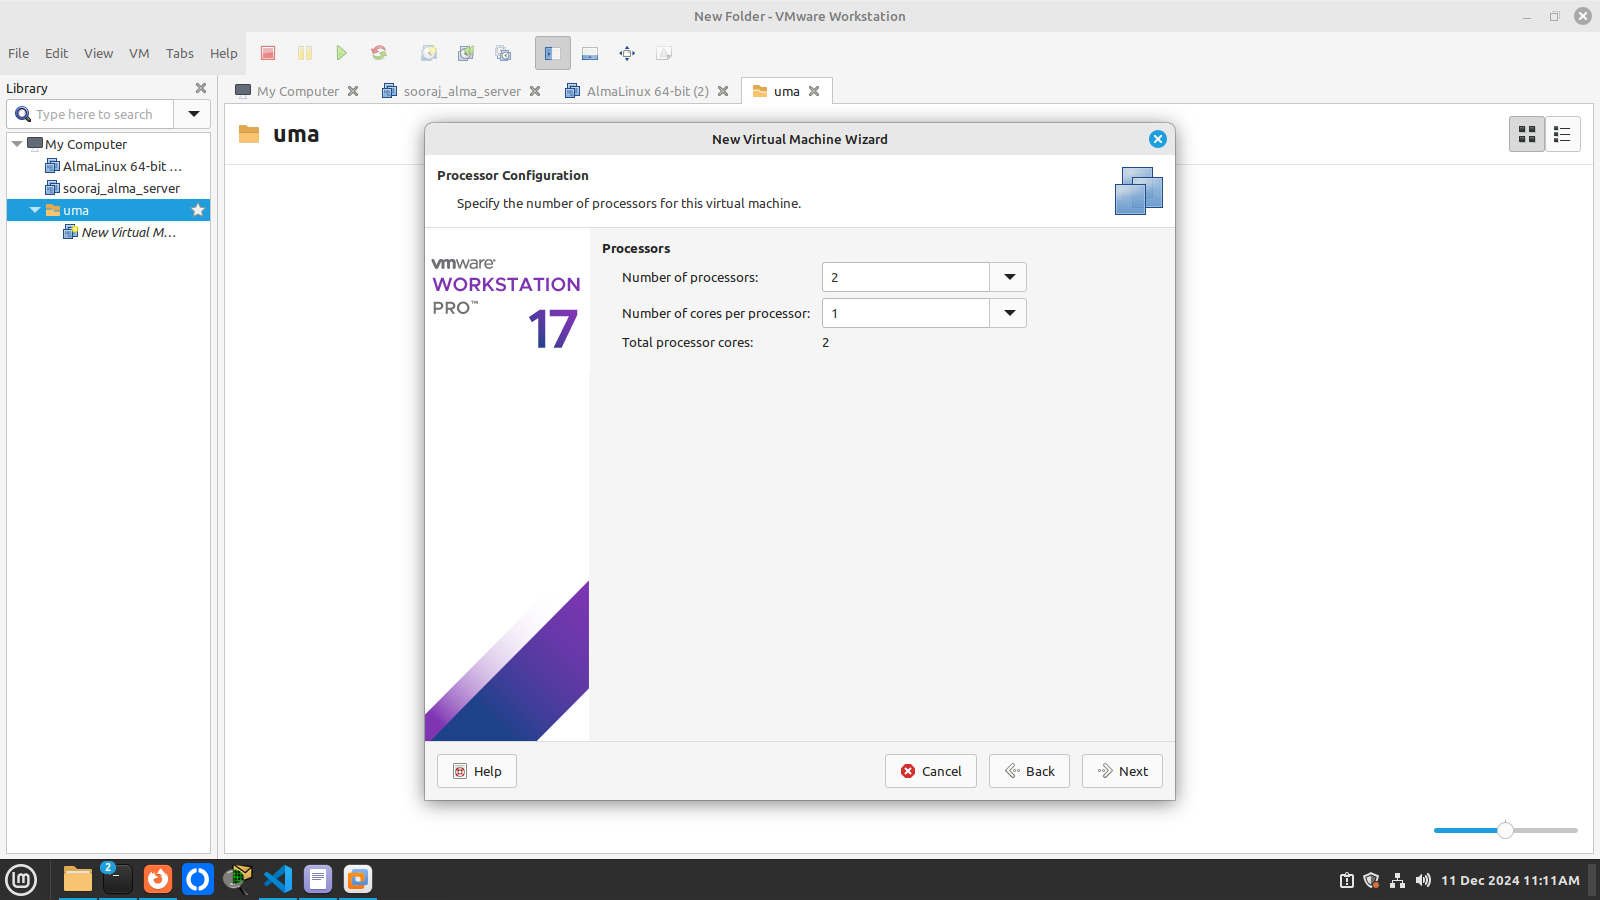 New Folder - VMware Workstation
File Edit View VM Tabs Help
Library
Type here to search
My Computer
AlmaLinux 64-bit ...
sooraj_alma_server
uma
New Virtual M...
My Computer sooraj_alma_server AlmaLinux 64-bit (2) uma
uma
New Virtual Machine Wizard
Processor Configuration
Specify the number of processors for this virtual machine.
vmware
WORKSTATION
PRO™
17
Processors
Number of processors: 2
Number of cores per processor: 1
Total processor cores: 2
Help Cancel Back Next
2
11 Dec 2024 11:11AM